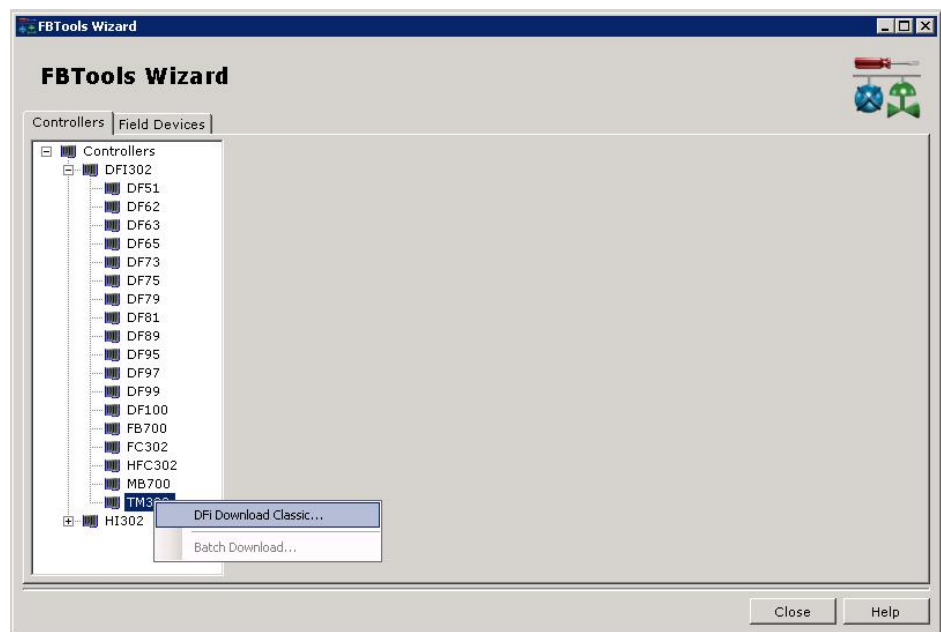 FBTools Wizard
FBTools Wizard
Controllers
Field Devices
Controllers
DFI302
DF51
DF62
DF63
DF65
DF73
DF75
DF79
DF81
DF89
DF95
DF97
DF99
DF100
FB700
FC302
HFC302
MB700
DFi Download Classic...
HI302
Batch Download...
Close
Help